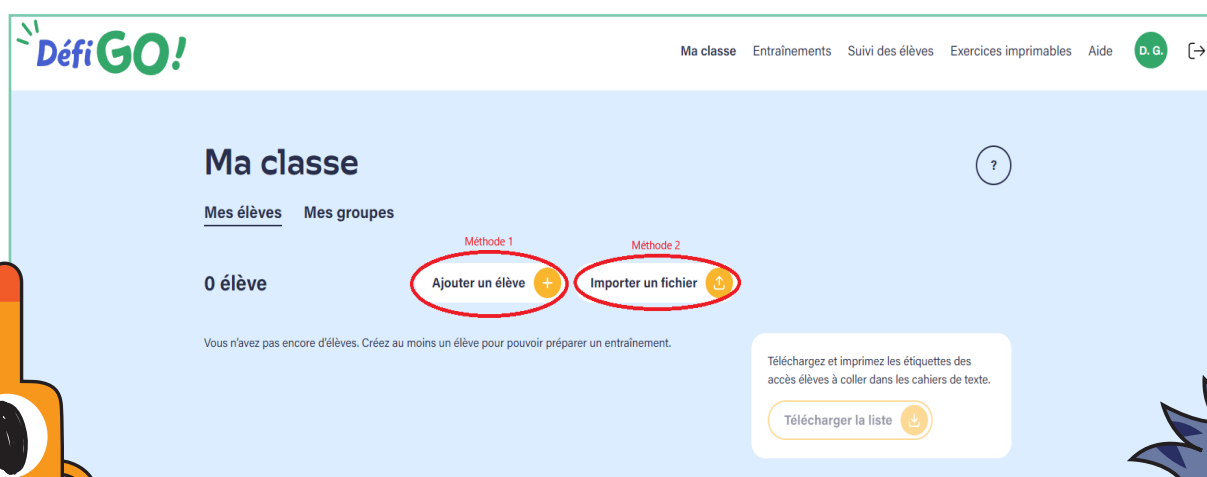 Défi GO!
Ma classe Entraînements Suivi des élèves Exercices imprimables Aide D. G.
Ma classe
?
Mes élèves Mes groupes
Méthode 1 Méthode 2
0 élève Ajouter un élève Importer un fichier
Vous n'avez pas encore d'élèves. Créez au moins un élève pour pouvoir préparer un entraînement.
Téléchargez et imprimez les étiquettes des
accès élèves à coller dans les cahiers de texte.
Télécharger la liste